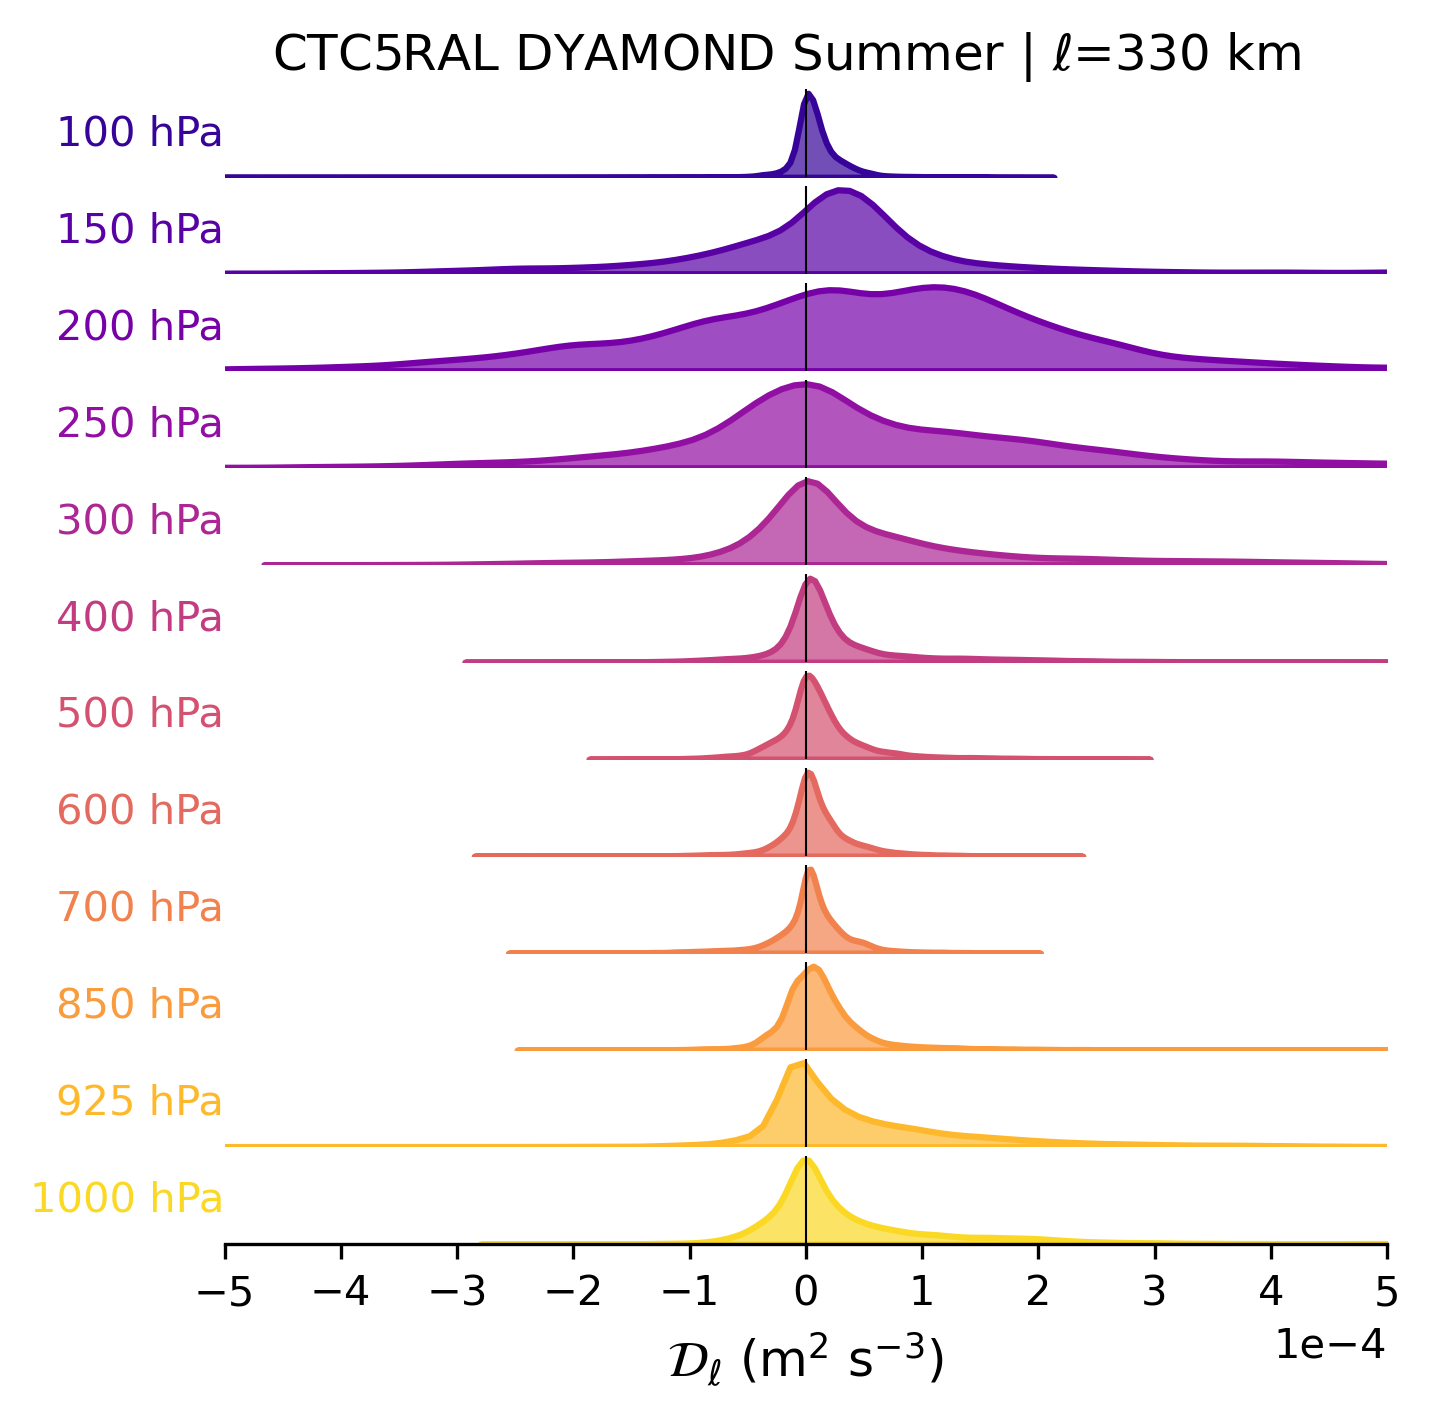 CTC5RAL DYAMOND Summer | ℓ=330 km
100 hPa
150 hPa
200 hPa
250 hPa
300 hPa
400 hPa
500 hPa
600 hPa
700 hPa
850 hPa
925 hPa
1000 hPa
−5 −4 −3 −2 −1 0 1 2 3 4 5
1e−4
𝒟ℓ (m² s⁻³)